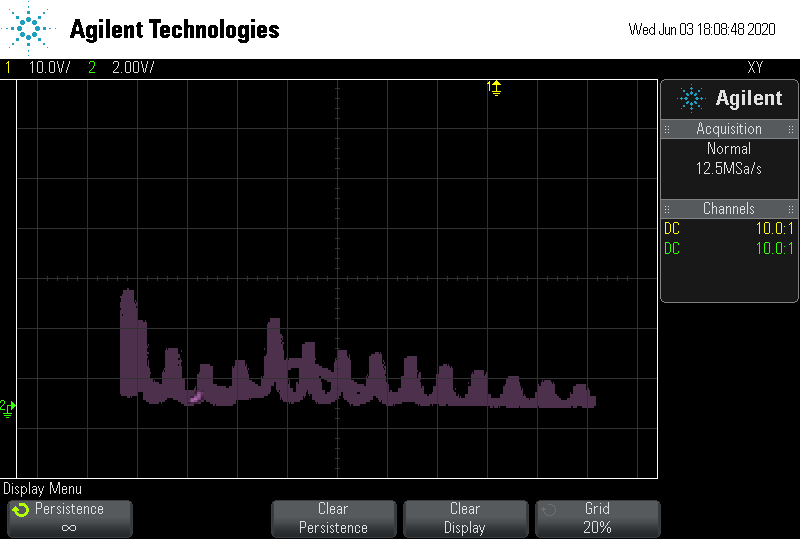 Agilent Technologies
Wed Jun 03 18:08:48 2020
1 10.0V/ 2 2.00V/ XY
1
Agilent
Acquisition
Normal
12.5MSa/s
Channels
DC 10.0:1
DC 10.0:1
2
Display Menu
Persistence
∞
Clear
Persistence
Clear
Display
Grid
20%